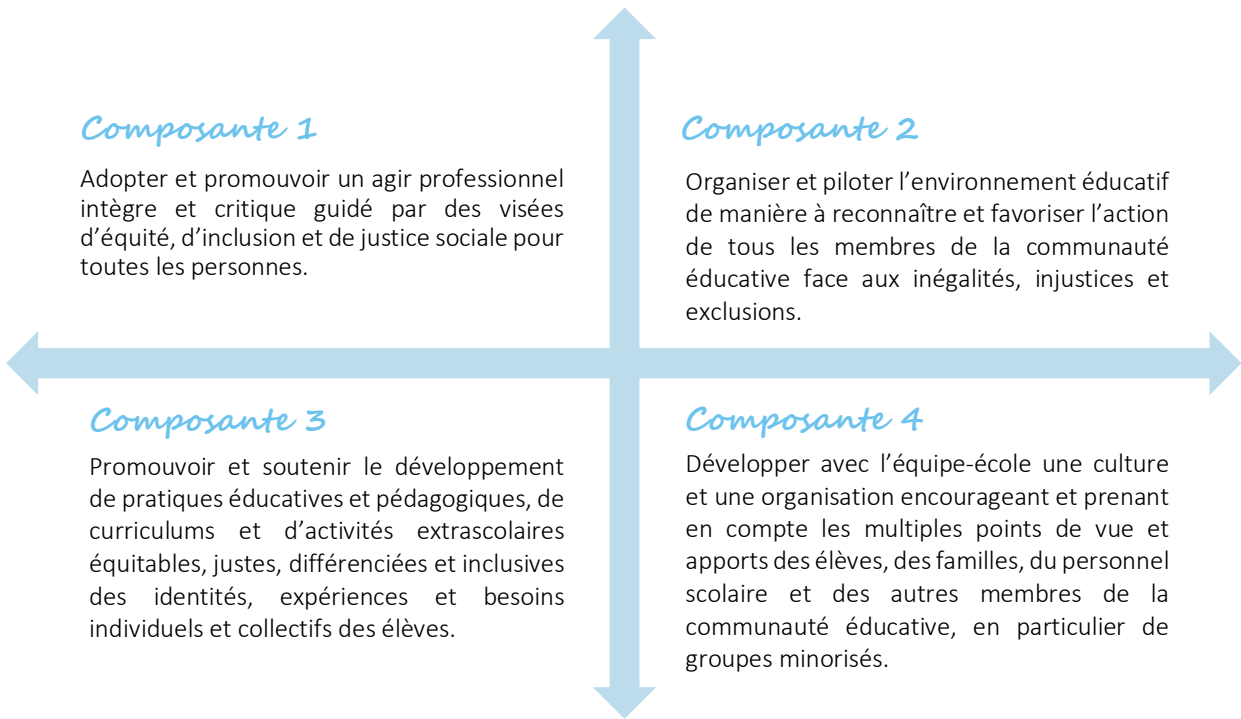 Composante 1
Adopter et promouvoir un agir professionnel
intègre et critique guidé par des visées
d’équité, d’inclusion et de justice sociale pour
toutes les personnes.
Composante 2
Organiser et piloter l’environnement éducatif
de manière à reconnaître et favoriser l’action
de tous les membres de la communauté
éducative face aux inégalités, injustices et
exclusions.
Composante 3
Promouvoir et soutenir le développement
de pratiques éducatives et pédagogiques, de
curriculums et d’activités extrascolaires
équitables, justes, différenciées et inclusives
des identités, expériences et besoins
individuels et collectifs des élèves.
Composante 4
Développer avec l’équipe-école une culture
et une organisation encourageant et prenant
en compte les multiples points de vue et
apports des élèves, des familles, du personnel
scolaire et des autres membres de la
communauté éducative, en particulier de
groupes minorisés.